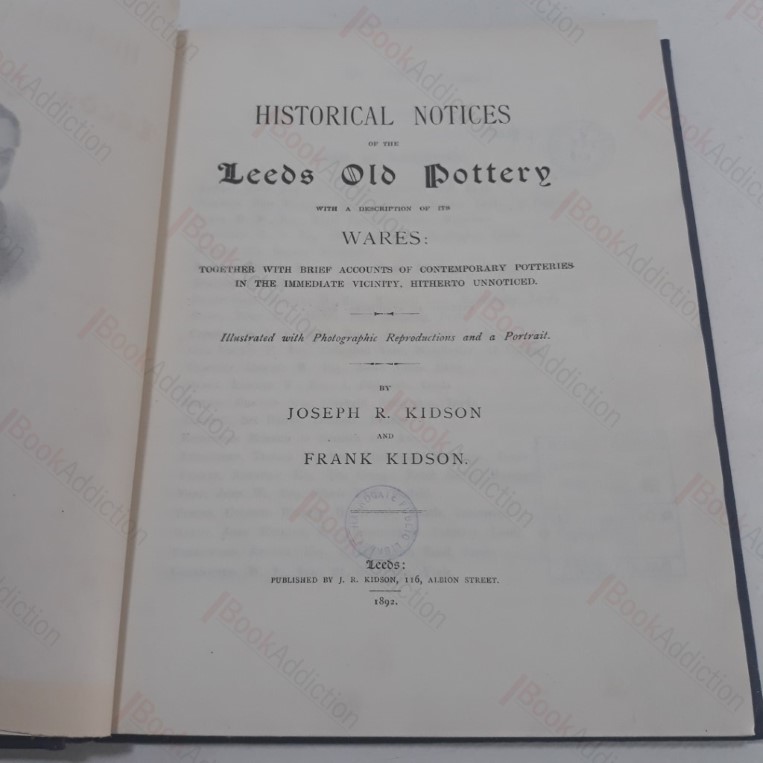 HISTORICAL NOTICES
OF THE
Leeds Old Pottery
WITH A DESCRIPTION OF ITS
WARES:
TOGETHER WITH BRIEF ACCOUNTS OF CONTEMPORARY POTTERIES
IN THE IMMEDIATE VICINITY, HITHERTO UNNOTICED.
Illustrated with Photographic Reproductions and a Portrait.
BY
JOSEPH R. KIDSON
AND
FRANK KIDSON.
Leeds:
PUBLISHED BY J. R. KIDSON, 116, ALBION STREET.
1892.
BookAddiction